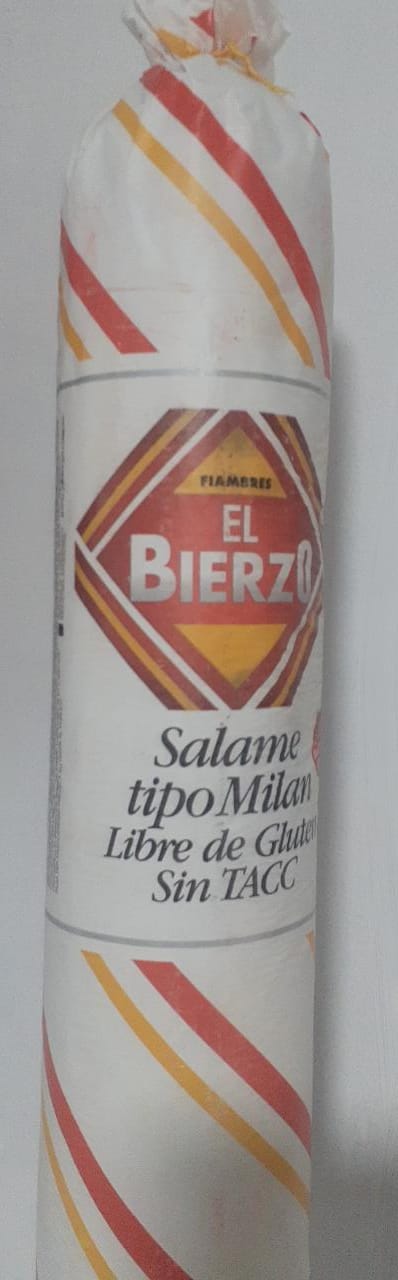 FIAMBRES
EL
BIERZO
Salame
tipo Milan
Libre de Gluten
Sin TACC